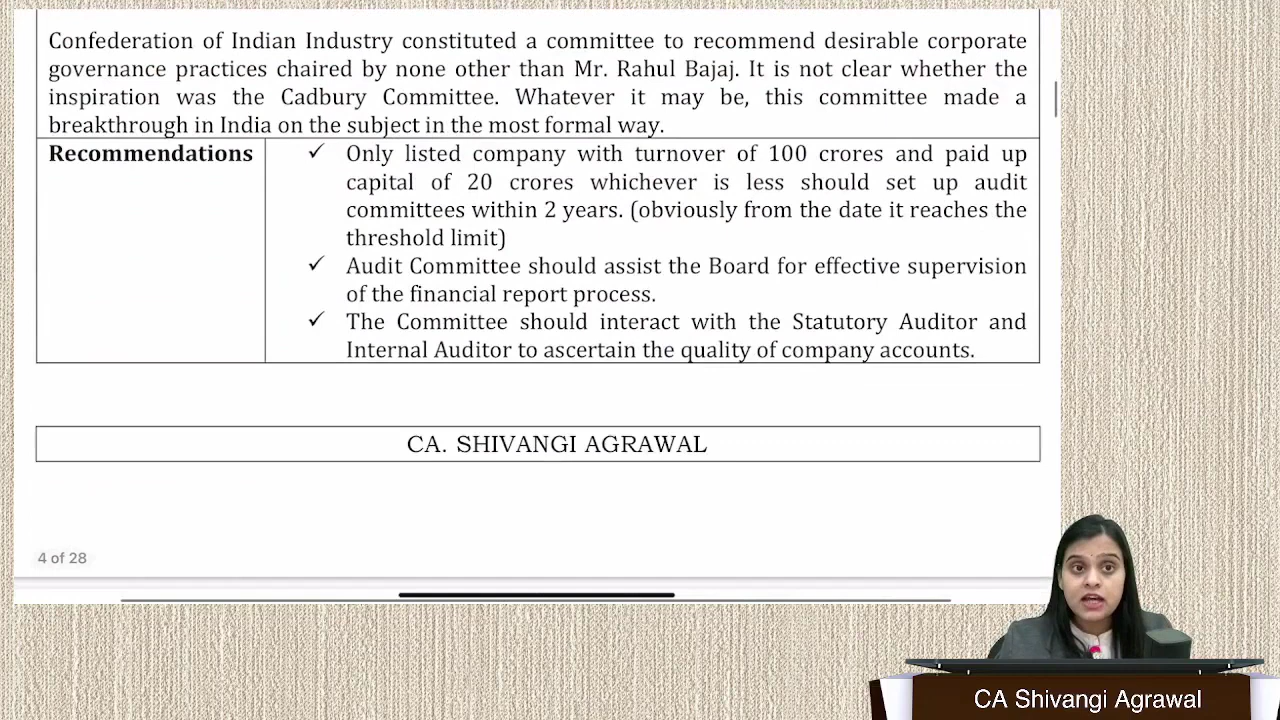 Confederation of Indian Industry constituted a committee to recommend desirable corporate
governance practices chaired by none other than Mr. Rahul Bajaj. It is not clear whether the
inspiration was the Cadbury Committee. Whatever it may be, this committee made a
breakthrough in India on the subject in the most formal way.
Recommendations
✓ Only listed company with turnover of 100 crores and paid up
capital of 20 crores whichever is less should set up audit
committees within 2 years. (obviously from the date it reaches the
threshold limit)
✓ Audit Committee should assist the Board for effective supervision
of the financial report process.
✓ The Committee should interact with the Statutory Auditor and
Internal Auditor to ascertain the quality of company accounts.
CA. SHIVANGI AGRAWAL
4 of 28
CA Shivangi Agrawal